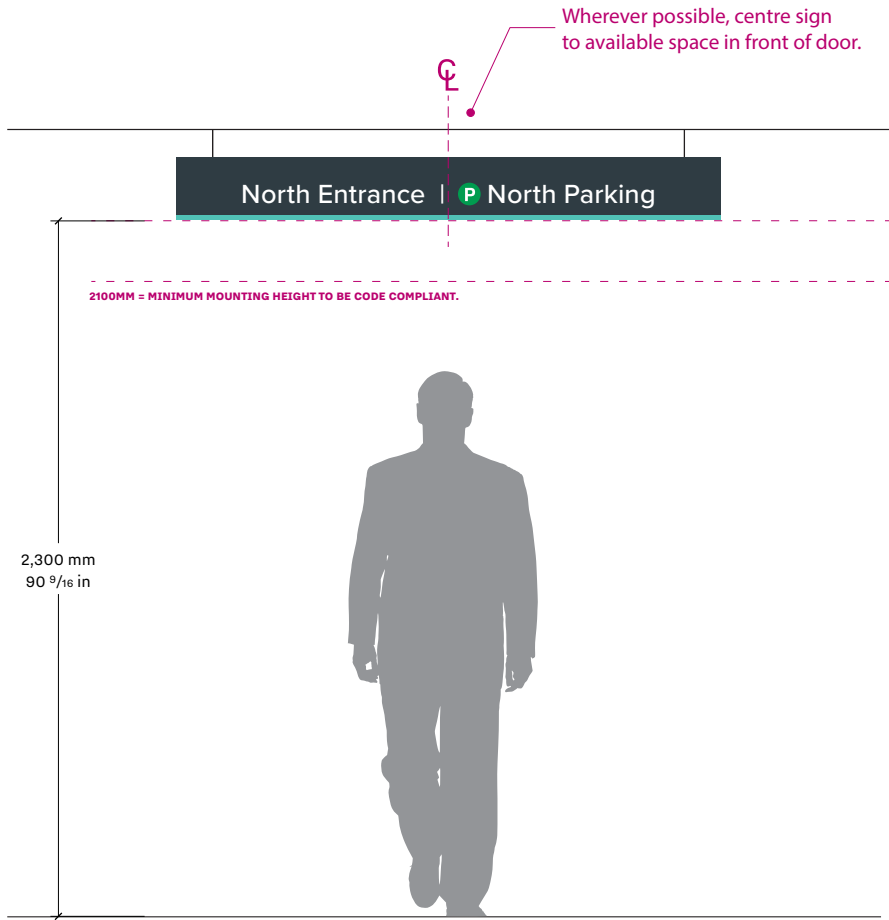 Wherever possible, centre sign
to available space in front of door.
℄
North Entrance | P North Parking
2100MM = MINIMUM MOUNTING HEIGHT TO BE CODE COMPLIANT.
2,300 mm
90 9/16 in